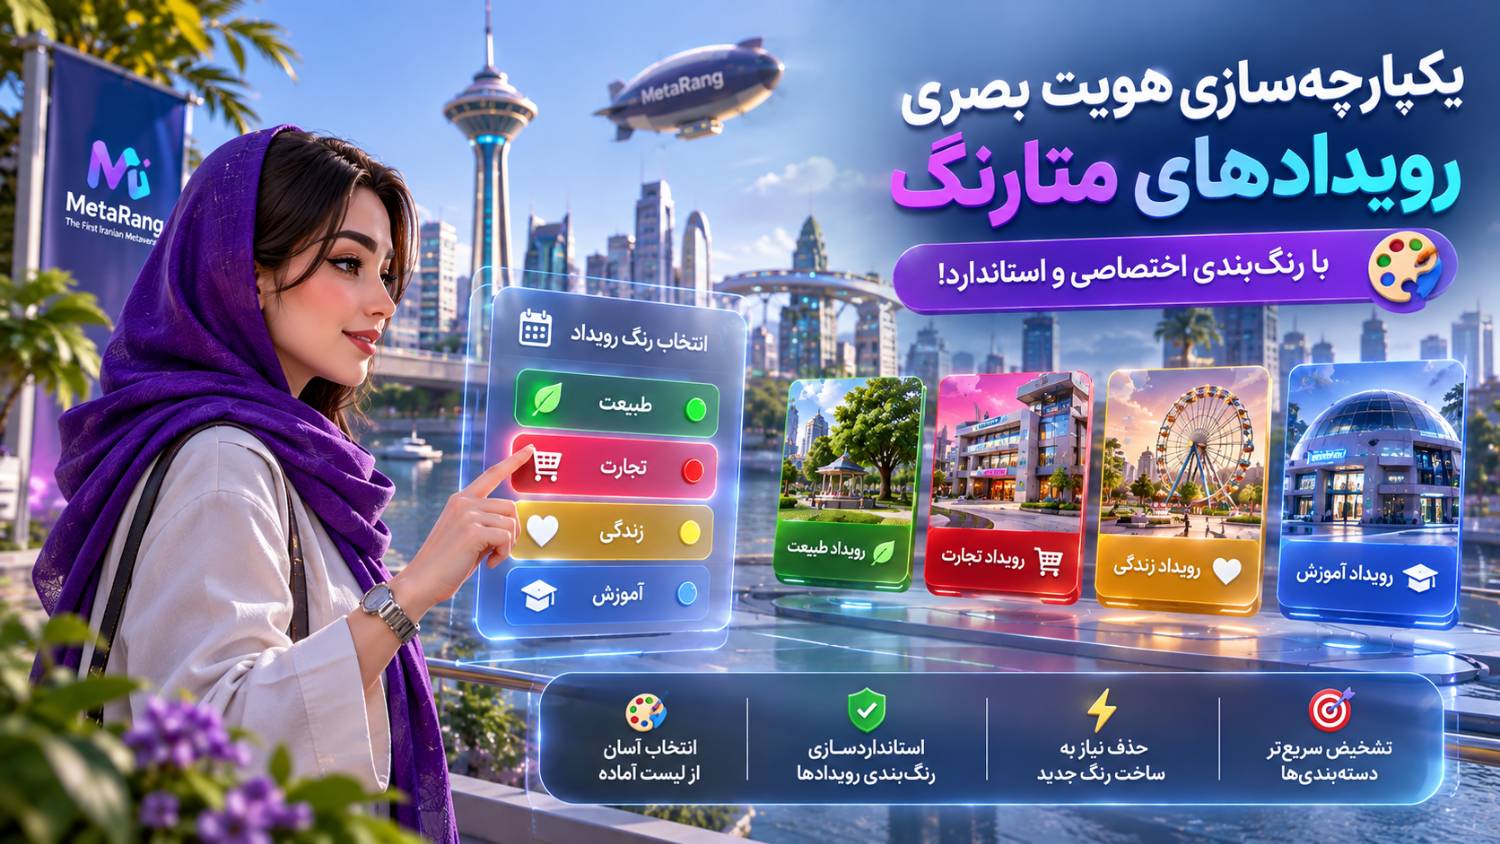 یکپارچه‌سازی هویت بصری
رویدادهای متارنگ
با رنگ‌بندی اختصاصی و استاندارد!
MetaRang
MetaRang
The First Iranian Metaverse
انتخاب رنگ رویداد
طبیعت
تجارت
زندگی
آموزش
رویداد طبیعت
رویداد تجارت
رویداد زندگی
رویداد آموزش
تشخیص سریع‌تر
دسته‌بندی‌ها
حذف نیاز به
ساخت رنگ جدید
استانداردسـازی
رنگ‌بندی رویدادها
انتخاب آسان
از لیست آماده